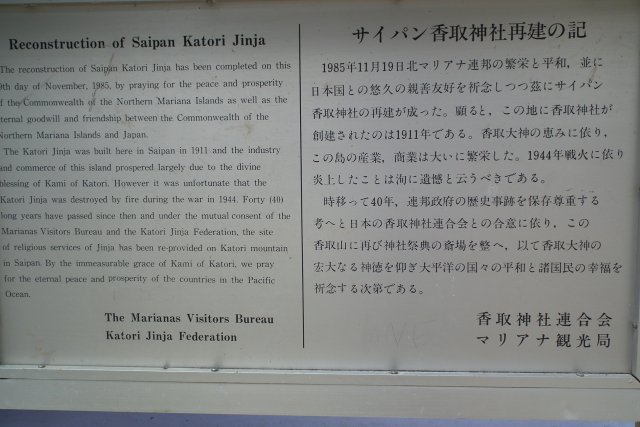 Reconstruction of Saipan Katori Jinja
The reconstruction of Saipan Katori Jinja has been completed on this
9th day of November, 1985, by praying for the peace and prosperity
of the Commonwealth of the Northern Mariana Islands as well as the
eternal goodwill and friendship between the Commonwealth of the
Northern Mariana Islands and Japan.
The Katori Jinja was built here in Saipan in 1911 and the industry
and commerce of this island prospered largely due to the divine
blessing of Kami of Katori. However it was unfortunate that the
Katori Jinja was destroyed by fire during the war in 1944. Forty (40)
long years have passed since then and under the mutual consent of the
Marianas Visitors Bureau and the Katori Jinja Federation, the site
of religious services of Jinja has been re-provided on Katori mountain
in Saipan. By the immeasurable grace of Kami of Katori, we pray
for the eternal peace and prosperity of the countries in the Pacific
Ocean.
The Marianas Visitors Bureau
Katori Jinja Federation
サイパン香取神社再建の記
1985年11月19日北マリアナ連邦の繁栄と平和，並に
日本国との悠久の親善友好を祈念しつつ茲にサイパン
香取神社の再建が成った。顧ると，この地に香取神社が
創建されたのは1911年である。香取大神の恵みに依り，
この島の産業，商業は大いに繁栄した。1944年戦火に依り
炎上したことは洵に遺憾と云うべきである。
時移って40年，連邦政府の歴史事跡を保存尊重する
考へと日本の香取神社連合会との合意に依り，この
香取山に再び神社祭典の斎場を整へ，以て香取大神の
宏大なる神徳を仰ぎ太平洋の国々の平和と諸国民の幸福を
祈念する次第である。
香取神社連合会
マリアナ観光局